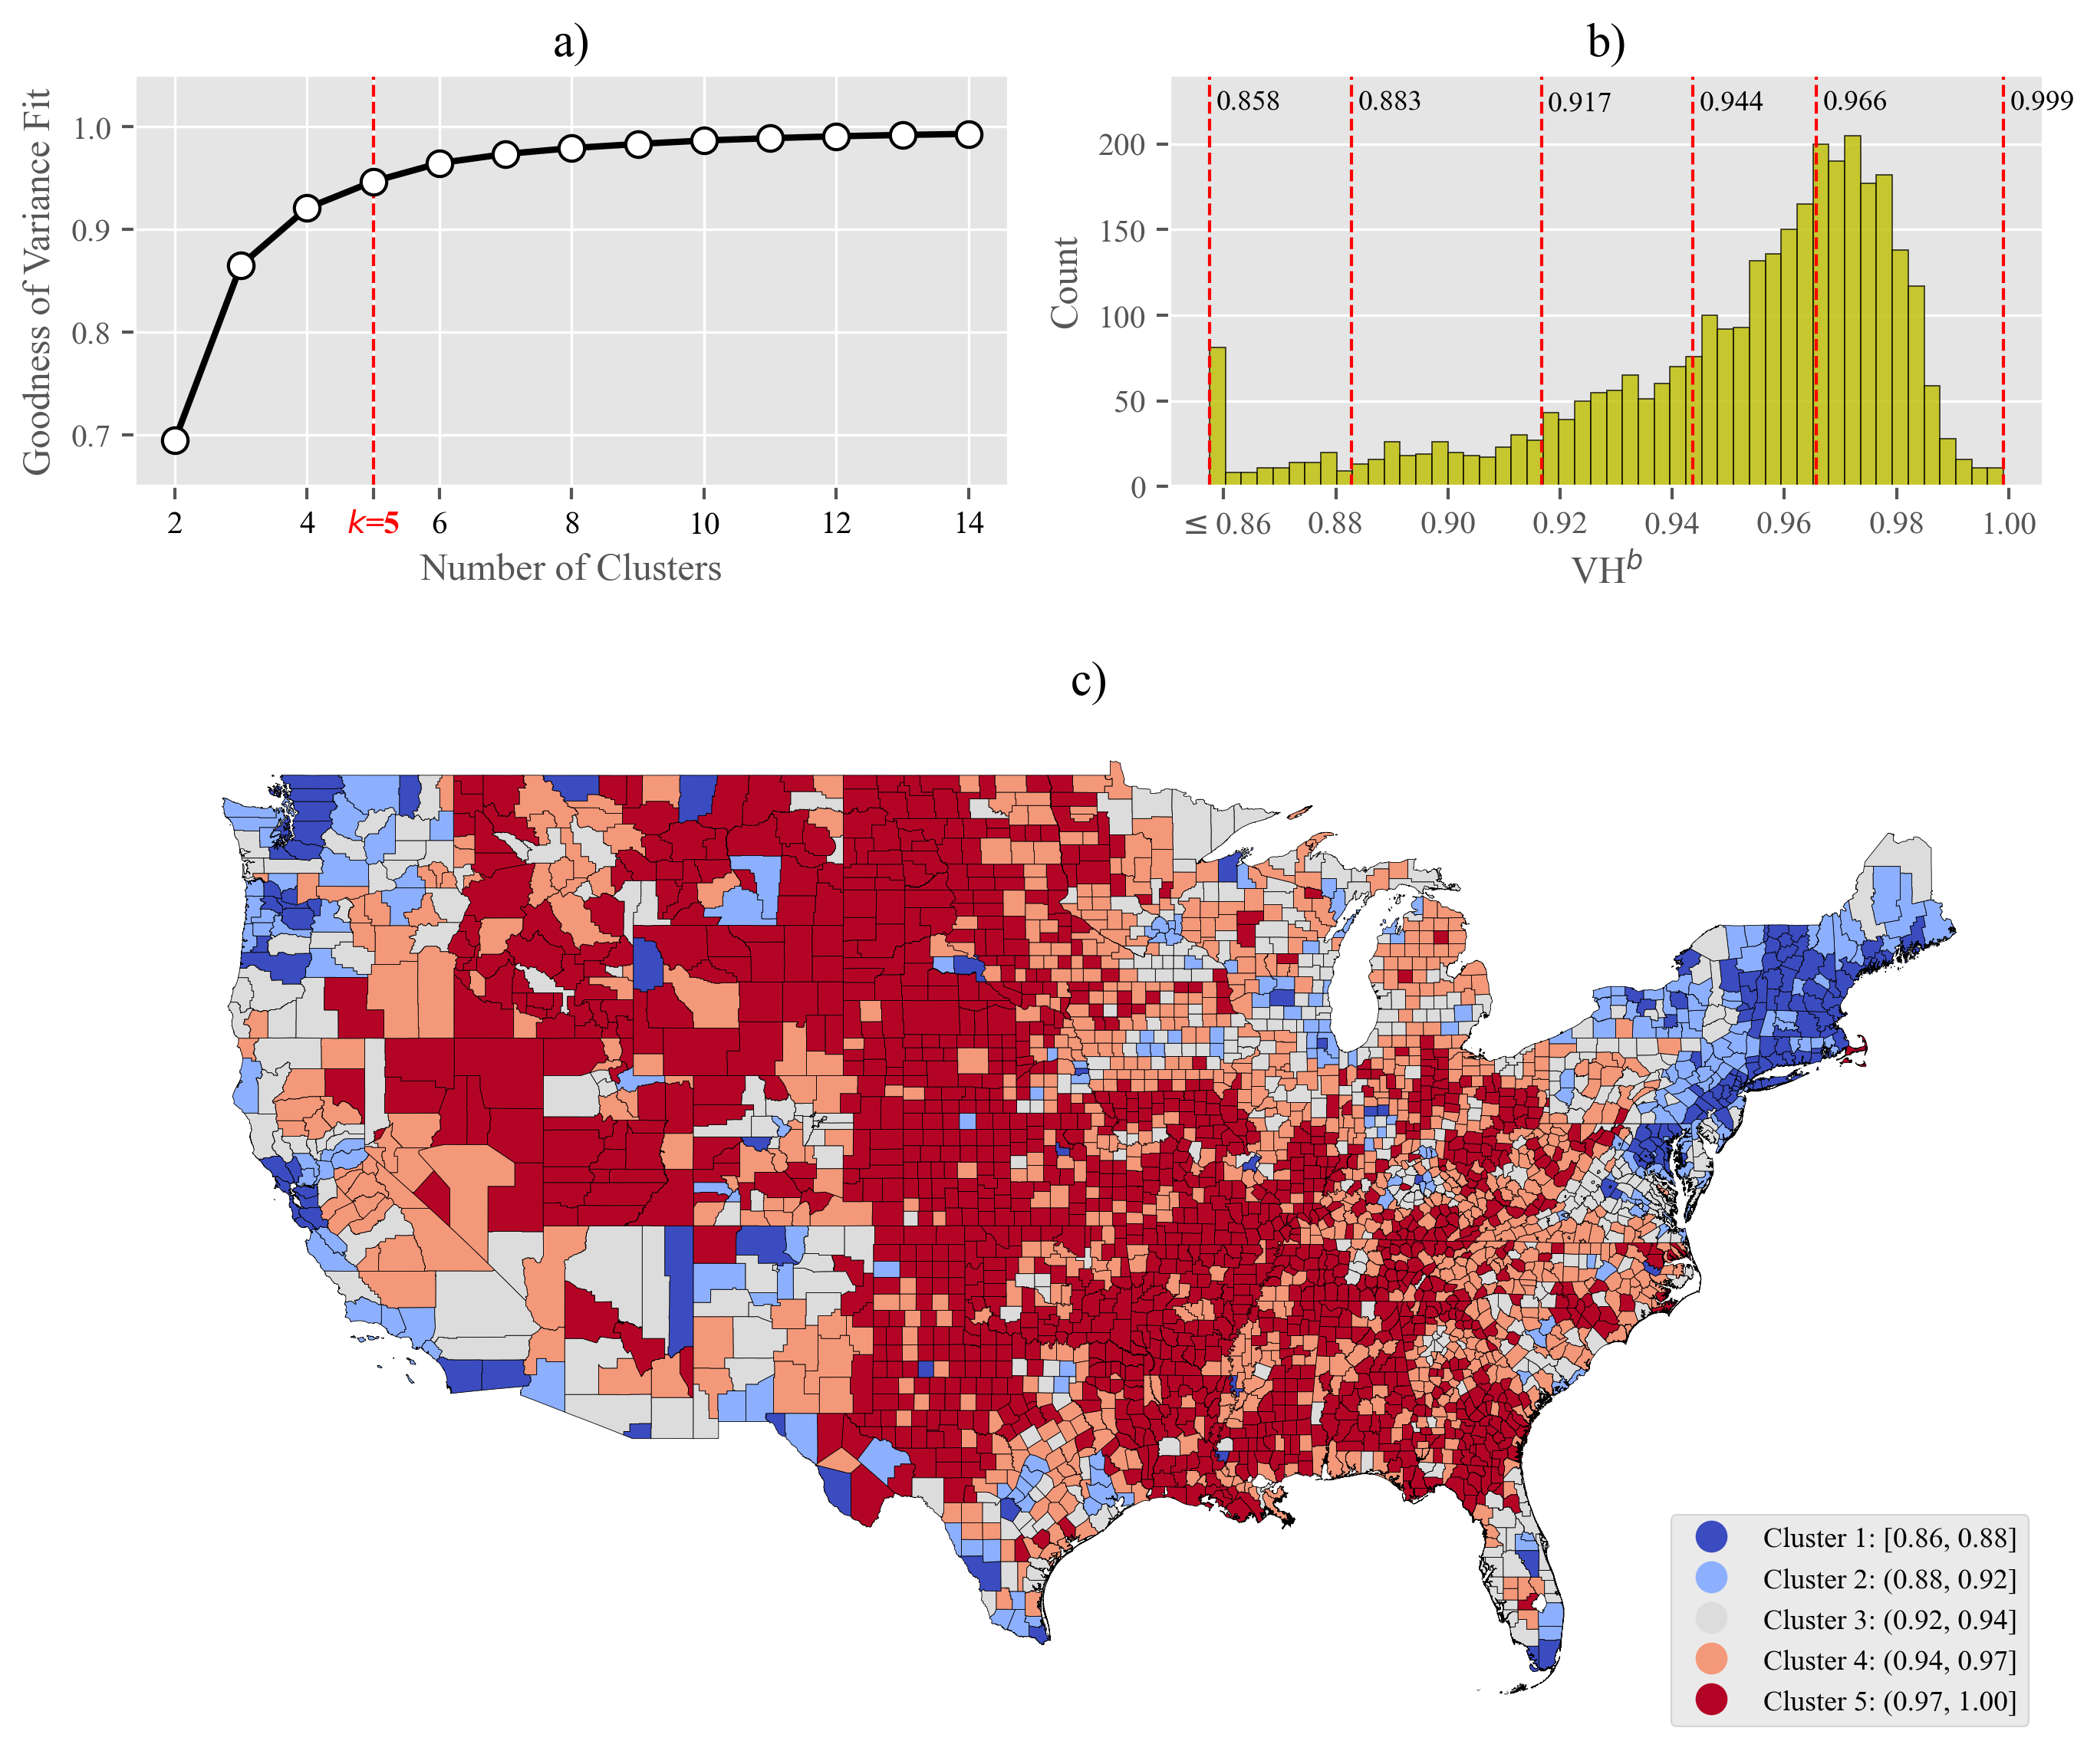 a)
Goodness of Variance Fit
1.0
0.9
0.8
0.7
2
4
k=5
6
8
10
12
14
Number of Clusters
b)
0.858
0.883
0.917
0.944
0.966
0.999
Count
200
150
100
50
0
≤ 0.86
0.88
0.90
0.92
0.94
0.96
0.98
1.00
VHᵇ
c)
Cluster 1: [0.86, 0.88]
Cluster 2: (0.88, 0.92]
Cluster 3: (0.92, 0.94]
Cluster 4: (0.94, 0.97]
Cluster 5: (0.97, 1.00]